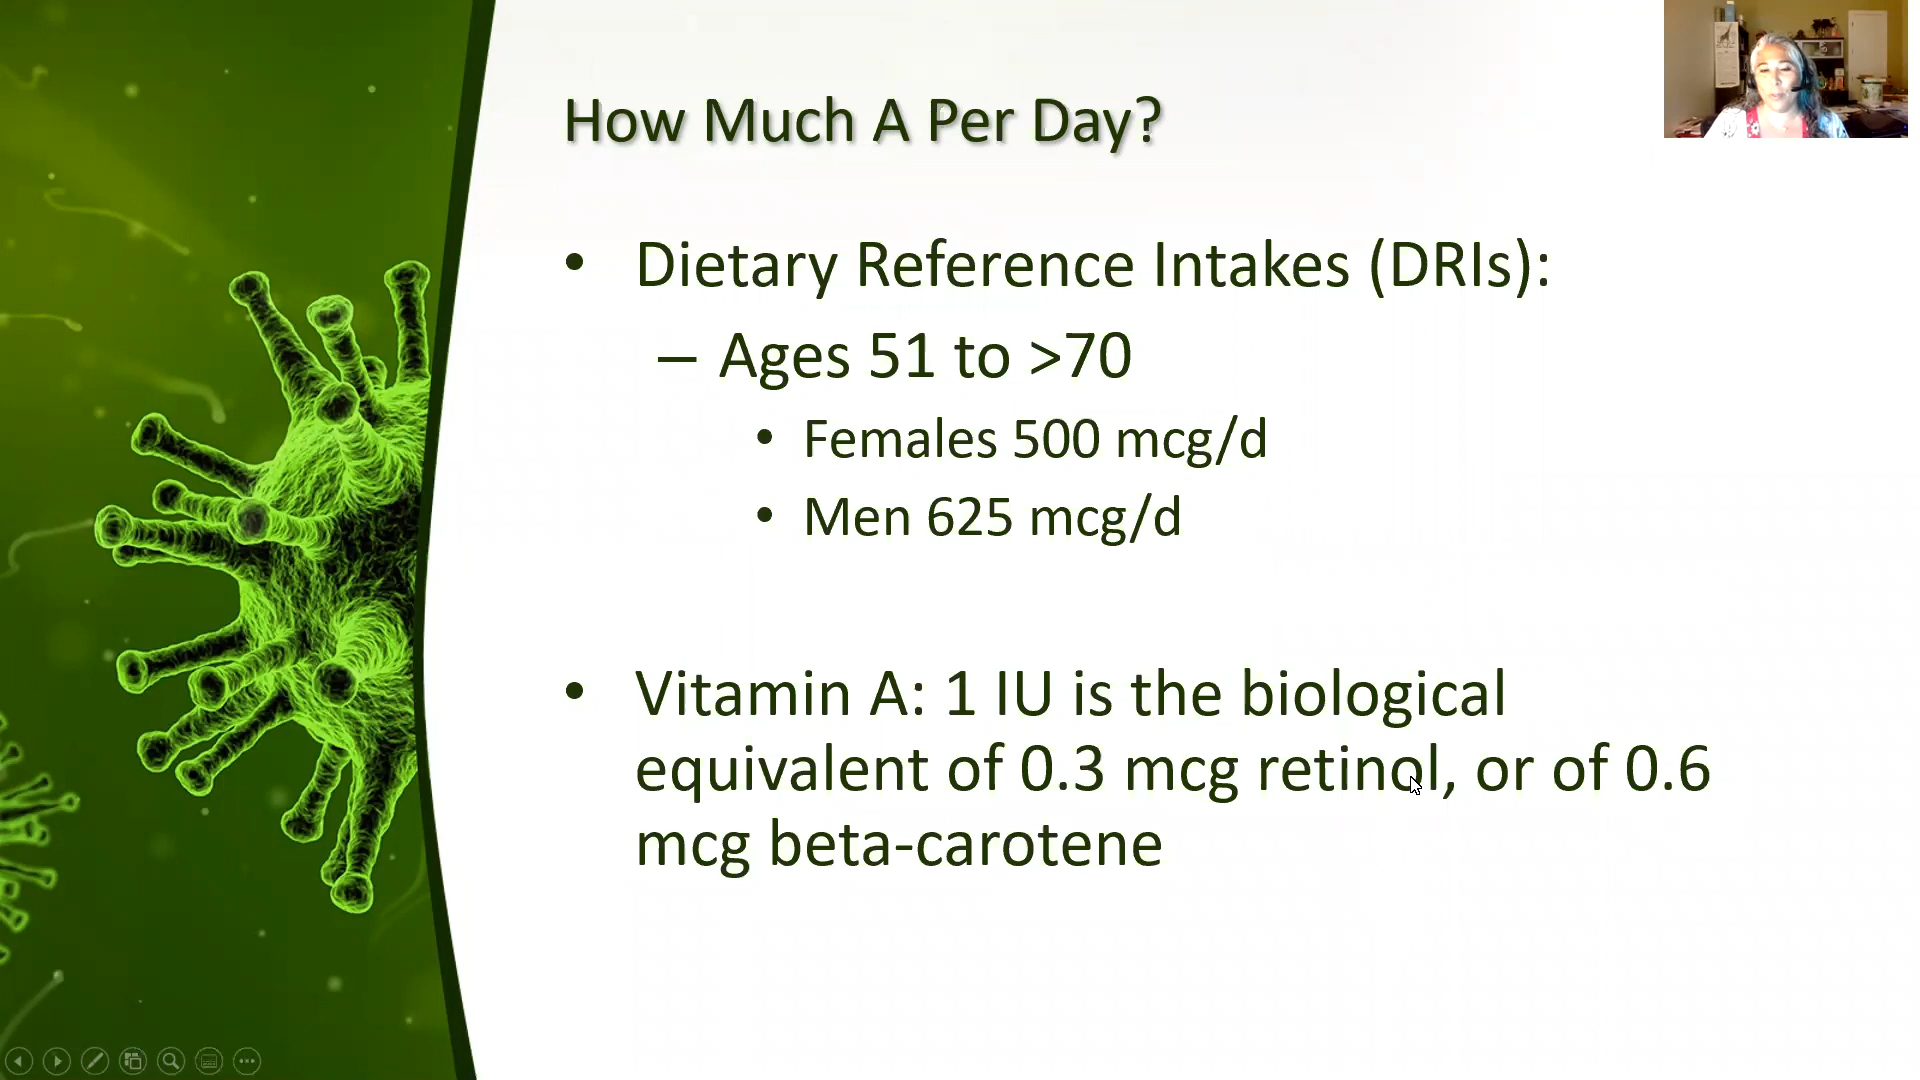 How Much A Per Day?
• Dietary Reference Intakes (DRIs):
– Ages 51 to >70
• Females 500 mcg/d
• Men 625 mcg/d
• Vitamin A: 1 IU is the biological
equivalent of 0.3 mcg retinol, or of 0.6
mcg beta-carotene